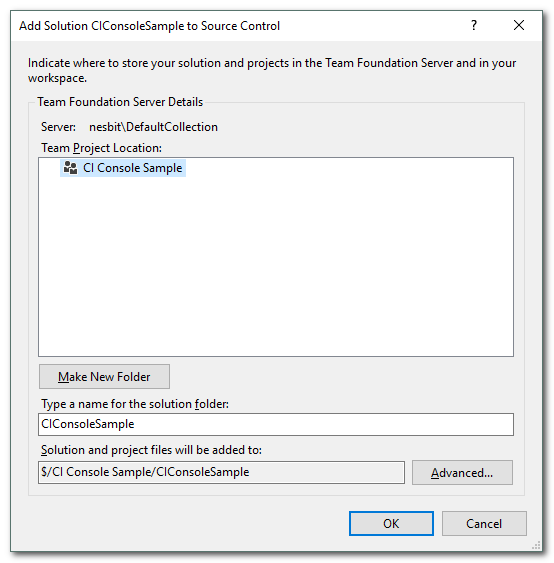 Add Solution CIConsoleSample to Source Control
?
Indicate where to store your solution and projects in the Team Foundation Server and in your
workspace.
Team Foundation Server Details
Server: nesbit\DefaultCollection
Team Project Location:
CI Console Sample
Make New Folder
Type a name for the solution folder:
CIConsoleSample
Solution and project files will be added to:
$/CI Console Sample/CIConsoleSample
Advanced...
OK
Cancel